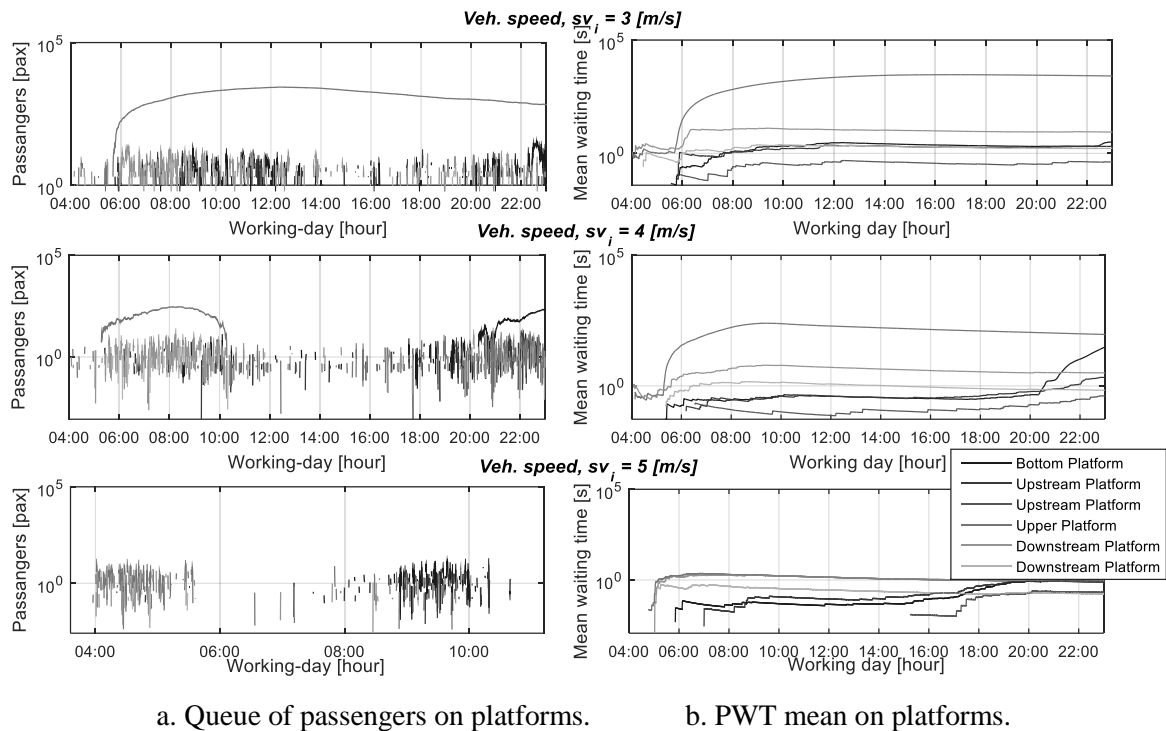 Veh. speed, sv_i = 3 [m/s]
Passangers [pax]
10^5
10^0
04:00 06:00 08:00 10:00 12:00 14:00 16:00 18:00 20:00 22:00
Working-day [hour]
Mean waiting time [s]
10^5
10^0
04:00 06:00 08:00 10:00 12:00 14:00 16:00 18:00 20:00 22:00
Working day [hour]
Veh. speed, sv_i = 4 [m/s]
Passengers [pax]
10^5
10^0
04:00 06:00 08:00 10:00 12:00 14:00 16:00 18:00 20:00 22:00
Working-day [hour]
Mean waiting time [s]
10^5
10^0
04:00 06:00 08:00 10:00 12:00 14:00 16:00 18:00 20:00 22:00
Working day [hour]
Veh. speed, sv_i = 5 [m/s]
Passengers [pax]
10^5
10^0
04:00 06:00 08:00 10:00
Working-day [hour]
Mean waiting time [s]
10^5
10^0
04:00 06:00 08:00 10:00 12:00 14:00 16:00 18:00 20:00 22:00
Working day [hour]
Bottom Platform
Upstream Platform
Upstream Platform
Upper Platform
Downstream Platform
Downstream Platform
a. Queue of passengers on platforms. b. PWT mean on platforms.